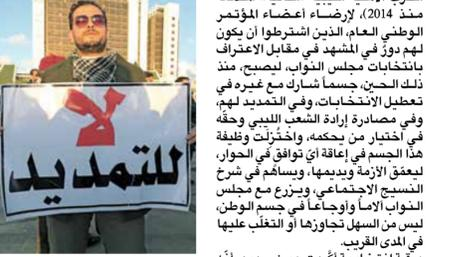 منذ 2014)، لإرضاء أعضاء المؤتمر
الوطني العام، الذين اشترطوا أن يكون
لهم دورٌ في المشهد في مقابل الاعتراف
بانتخابات مجلس النواب، ليصبح، منذ
ذلك الحين، جسماً شارك مع غيره في
تعطيل الانتخابات، وفي التمديد لهم،
وفي مصادرة إرادة الشعب الليبي وحقّه
في اختيار من يحكمه، واختُزلت وظيفة
هذا الجسم في إعاقة أيّ توافق في الحوار،
ليعمّق الأزمة ويديمها، ويساهم في شرخ
النسيج الاجتماعي، ويزرع مع مجلس
النواب آلاماً وأوجاعاً في جسم الوطن،
ليس من السهل تجاوزها أو التغلّب عليها
في المدى القريب.
لا
للتمديد